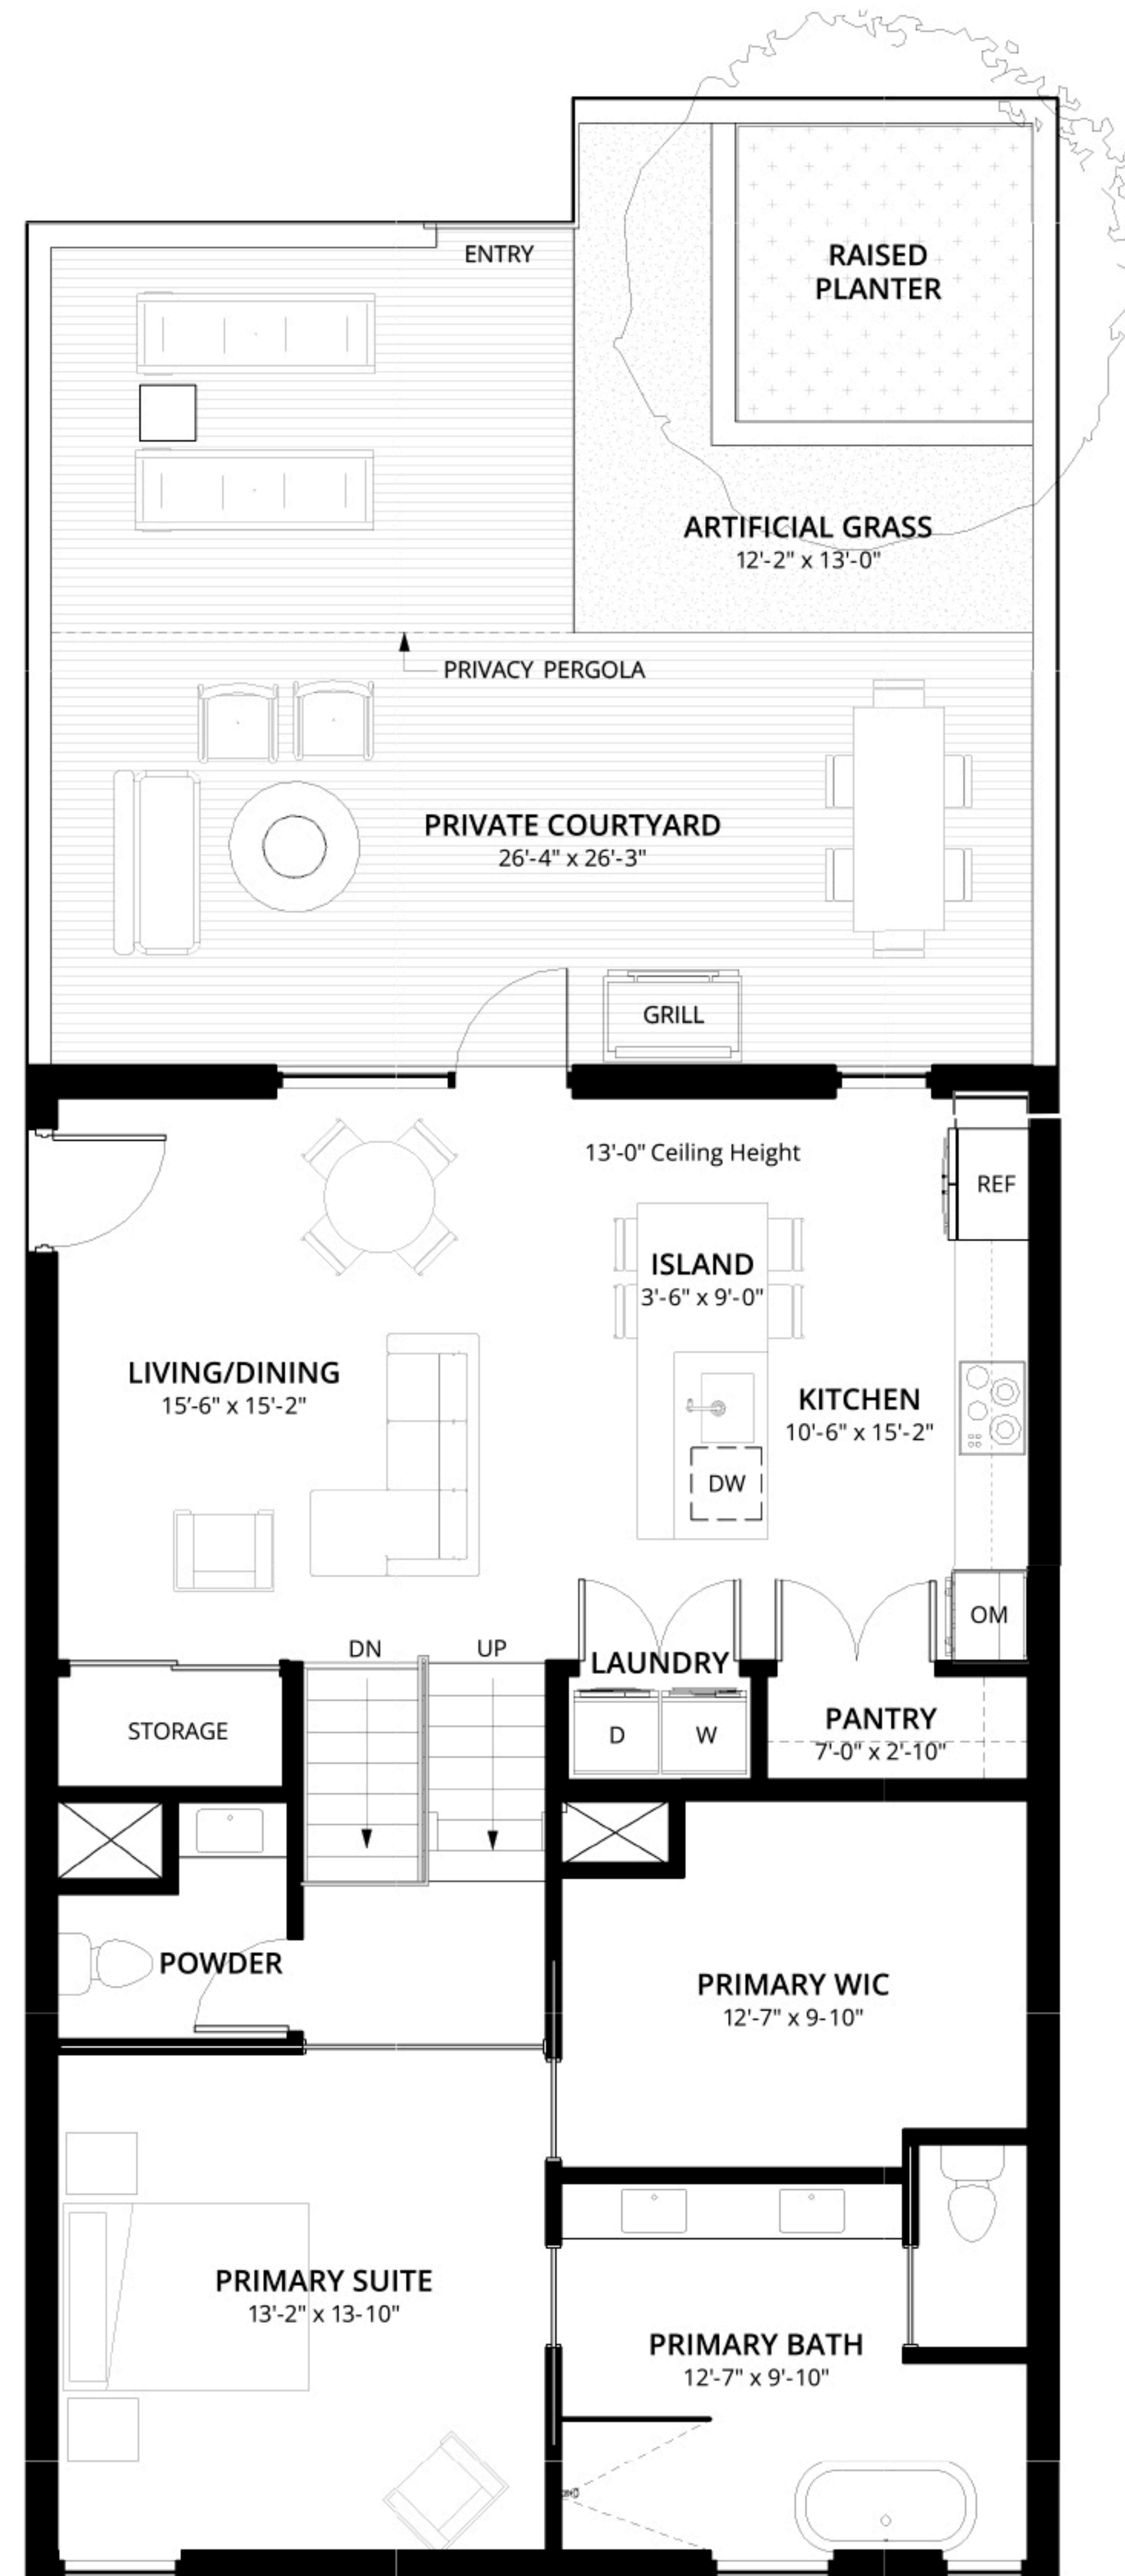 ENTRY
RAISED
PLANTER
ARTIFICIAL GRASS
12'-2" x 13'-0"
PRIVACY PERGOLA
PRIVATE COURTYARD
26'-4" x 26'-3"
GRILL
13'-0" Ceiling Height
REF
ISLAND
3'-6" x 9'-0"
LIVING/DINING
15'-6" x 15'-2"
KITCHEN
10'-6" x 15'-2"
DW
OM
DN
UP
LAUNDRY
STORAGE
D
W
PANTRY
7'-0" x 2'-10"
POWDER
PRIMARY WIC
12'-7" x 9-10"
PRIMARY SUITE
13'-2" x 13-10"
PRIMARY BATH
12'-7" x 9'-10"